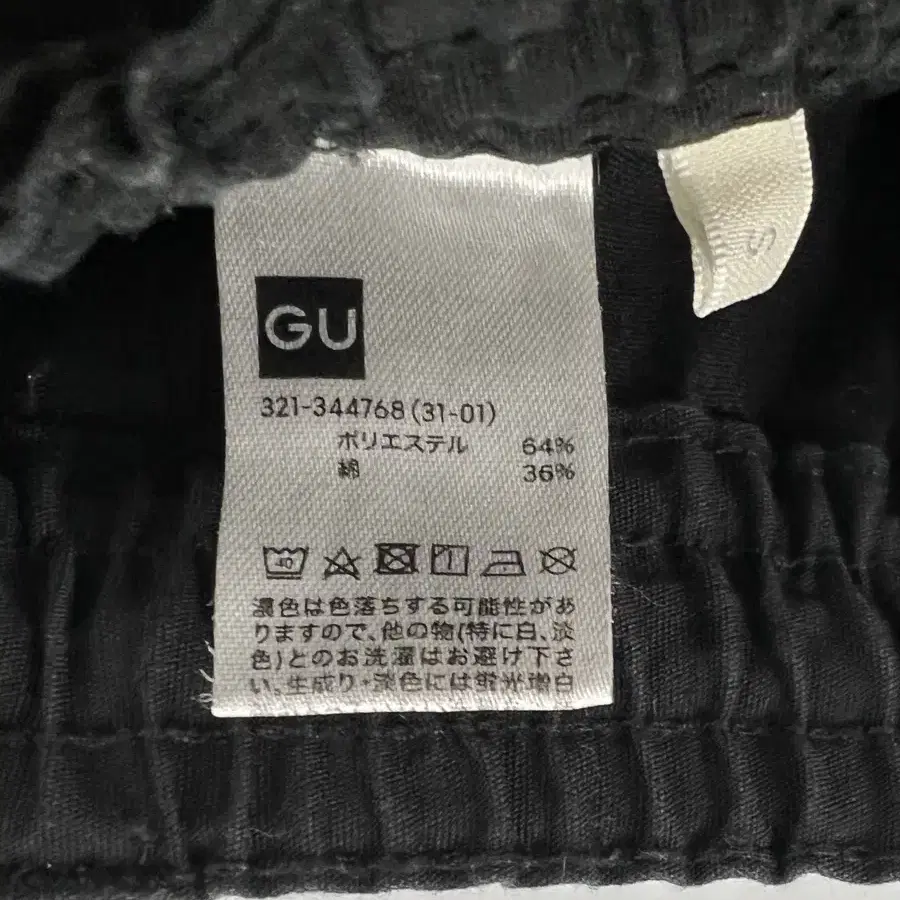 GU
321-344768(31-01)
ポリエステル 64%
綿 36%
40
濃色は色落ちする可能性があ
りますので、他の物(特に白、淡
色)とのお洗濯はお避け下さ
い。生成り・淡色には蛍光増白
S